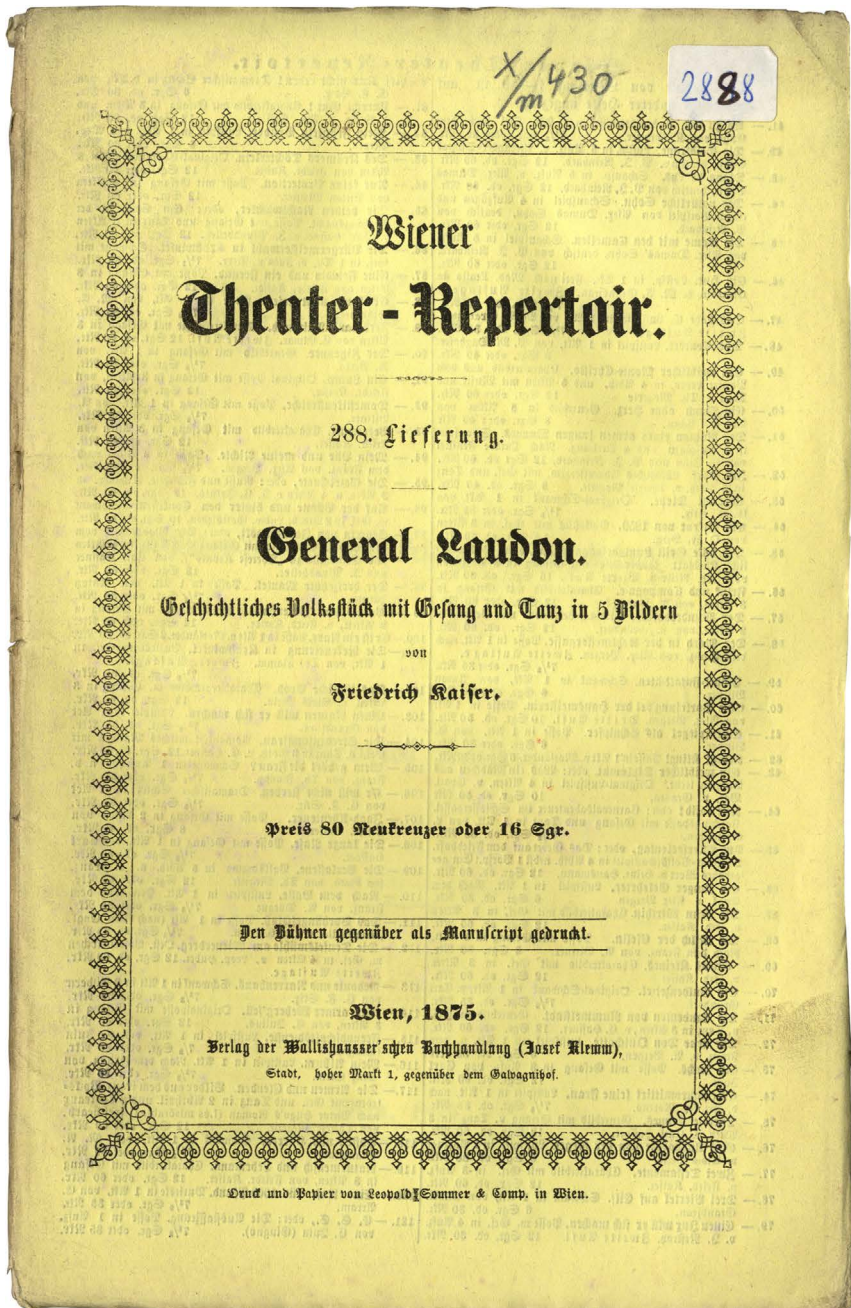 X/m 430
2888
Wiener
Theater-Repertoir.
288. Lieferung.
General Laudon.
Geschichtliches Volksstück mit Gesang und Tanz in 5 Bildern
von
Friedrich Kaiser.
Preis 80 Neukreuzer oder 16 Sgr.
Den Bühnen gegenüber als Manuscript gedruckt.
Wien, 1875.
Verlag der Wallishausser'schen Buchhandlung (Josef Klemm),
Stadt, hoher Markt 1, gegenüber dem Galvagnihof.
Druck und Papier von Leopold Sommer & Comp. in Wien.